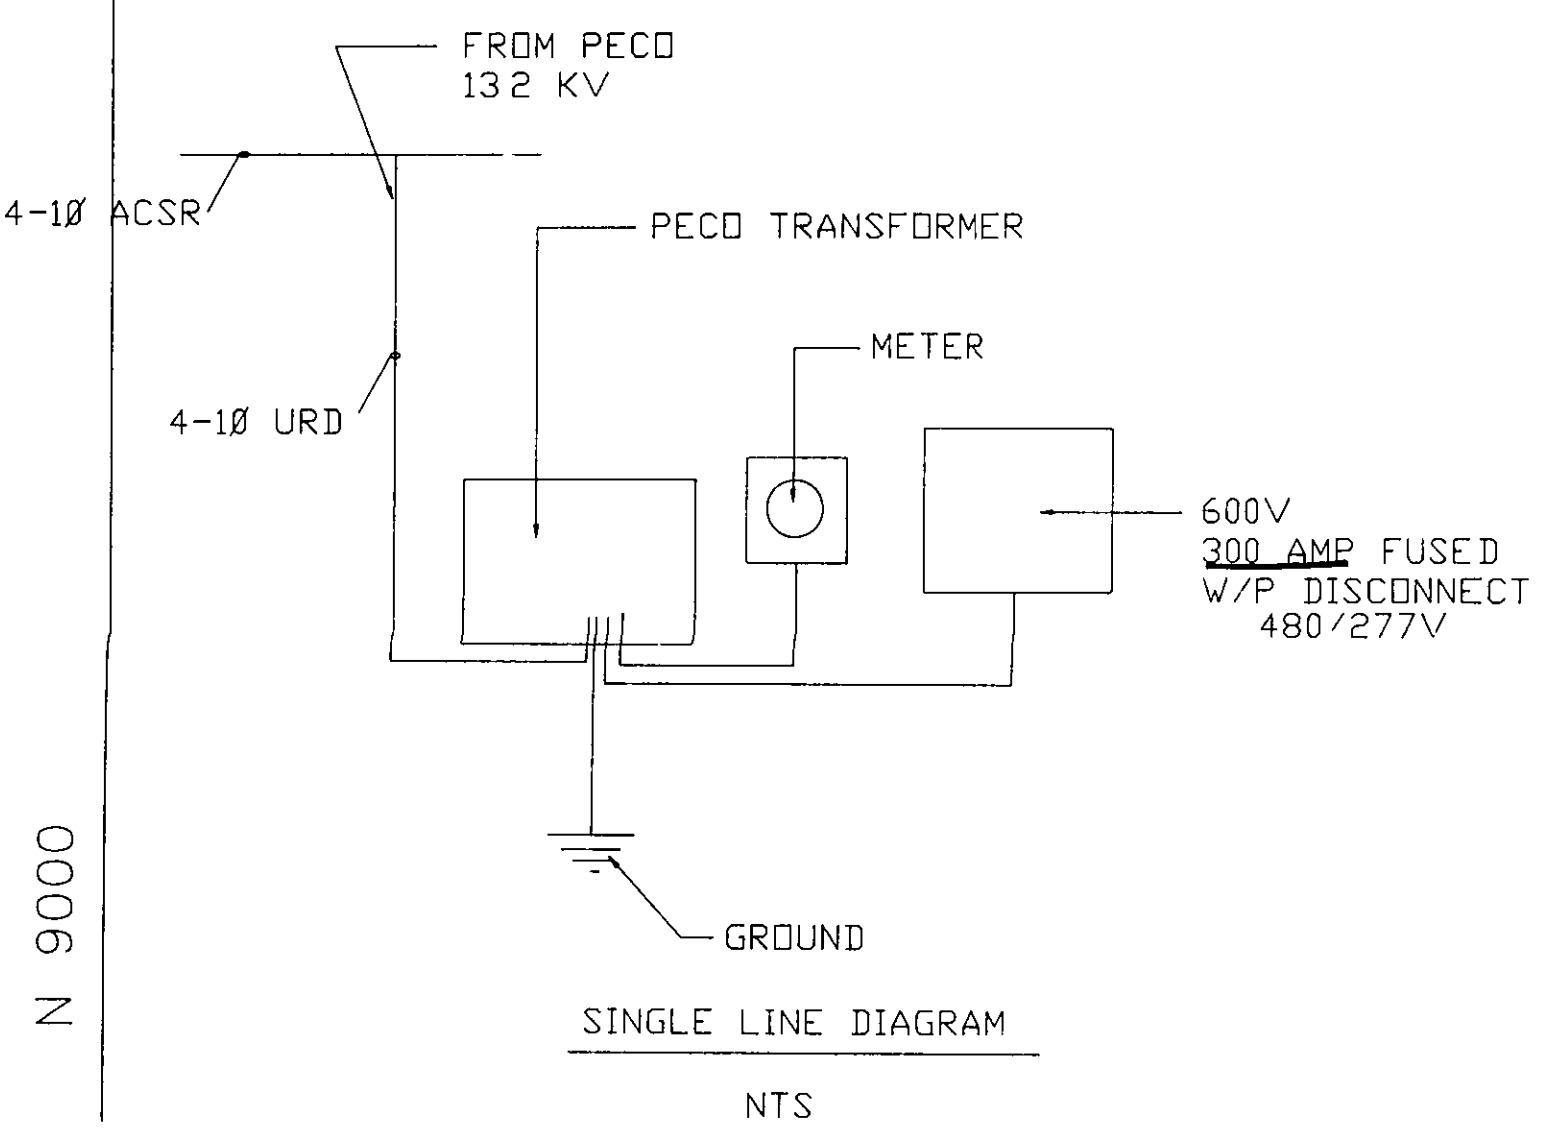 FROM PECO
13 2 KV
4-1Ø ACSR
PECO TRANSFORMER
METER
4-1Ø URD
600V
300 AMP FUSED
W/P DISCONNECT
480/277V
GROUND
N 9000
SINGLE LINE DIAGRAM
NTS